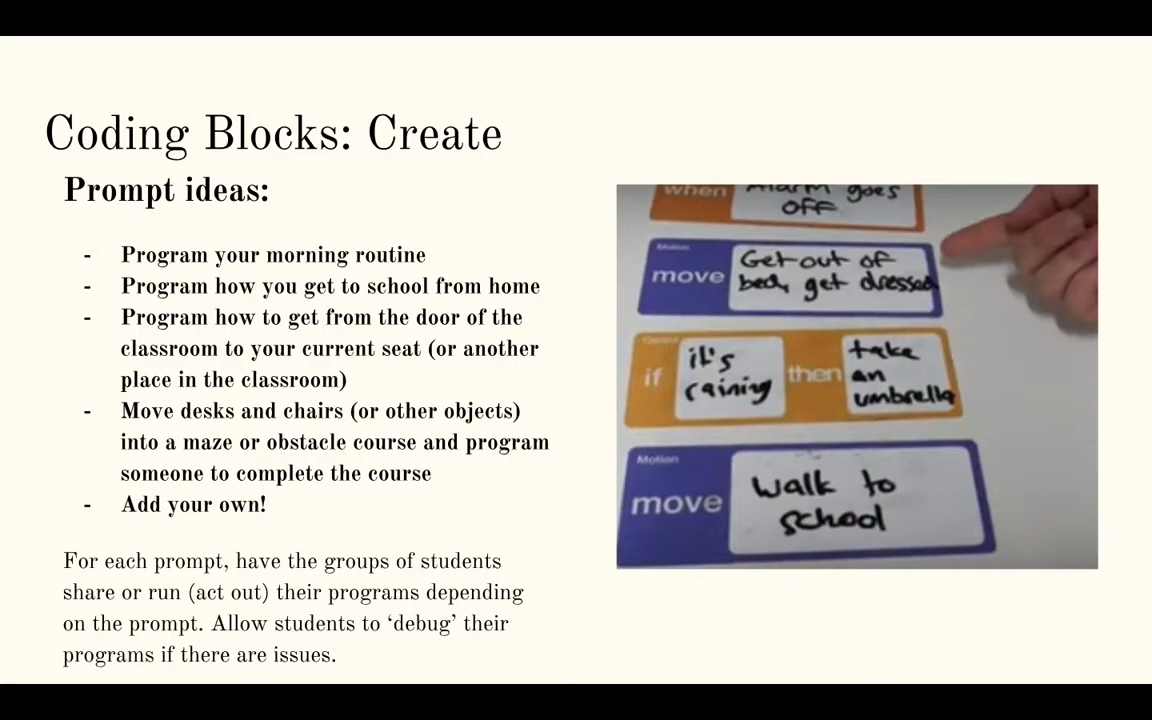 Coding Blocks: Create
Prompt ideas:
- Program your morning routine
- Program how you get to school from home
- Program how to get from the door of the
classroom to your current seat (or another
place in the classroom)
- Move desks and chairs (or other objects)
into a maze or obstacle course and program
someone to complete the course
- Add your own!
For each prompt, have the groups of students
share or run (act out) their programs depending
on the prompt. Allow students to ‘debug’ their
programs if there are issues.
when Alarm goes
OFF
Motion
move Get out of
bed, get dressed
Control
if it's
raining
then take
an
umbrella
Motion
move walk to
school